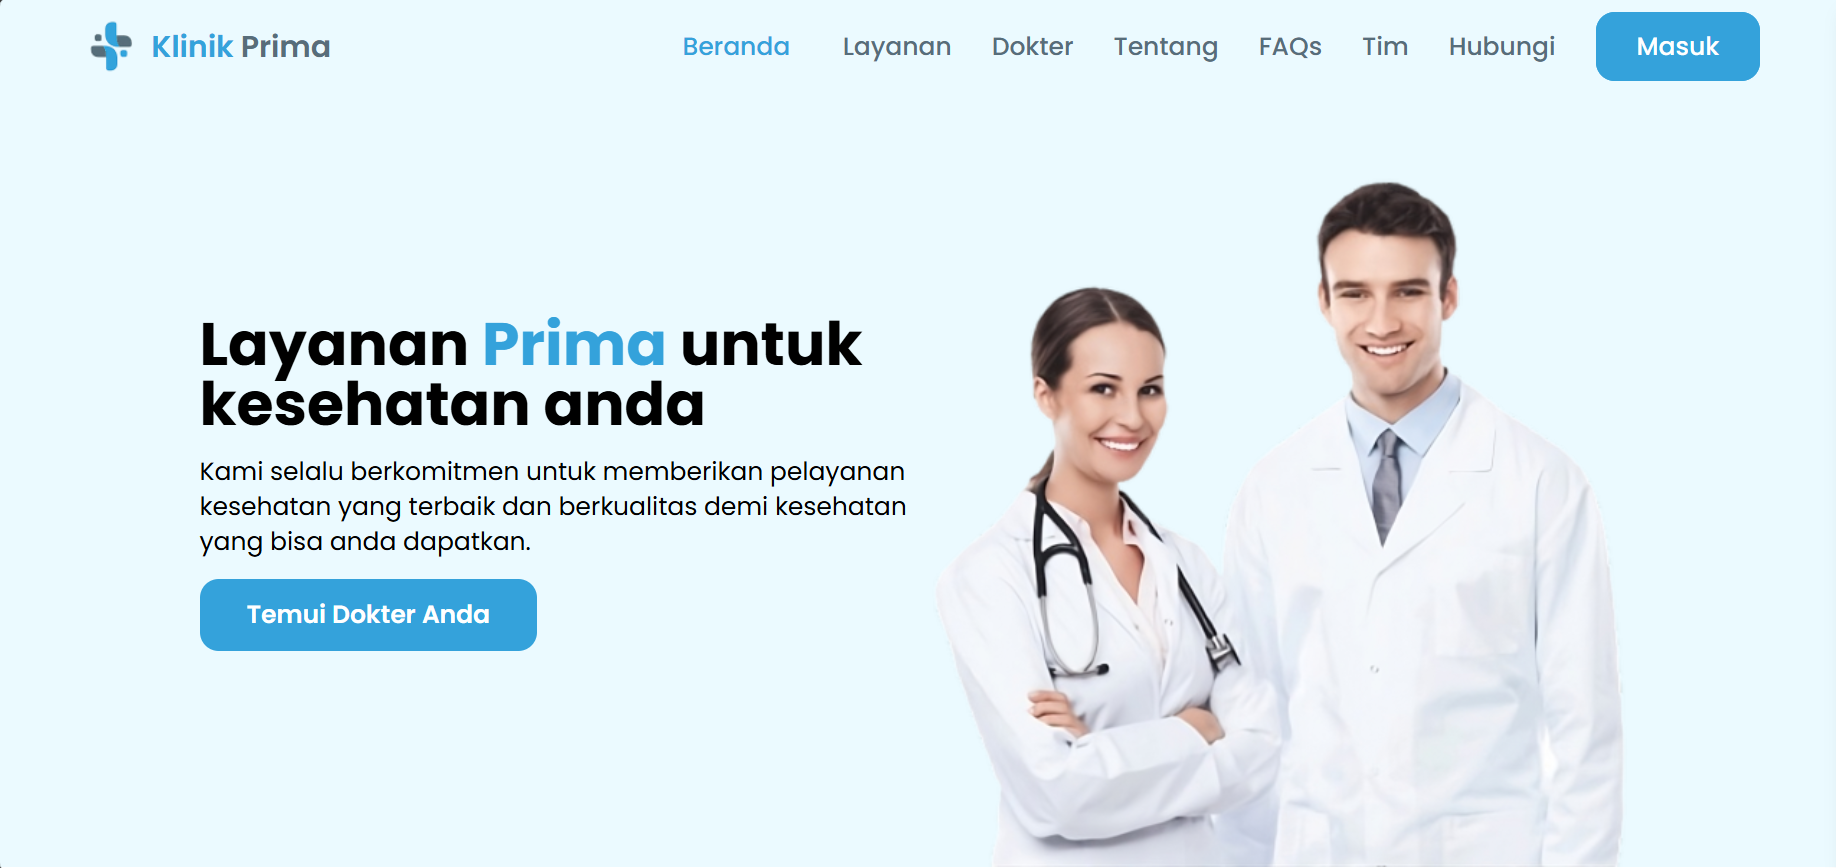 Klinik Prima
Beranda
Layanan
Dokter
Tentang
FAQs
Tim
Hubungi
Masuk
Layanan Prima untuk
kesehatan anda
Kami selalu berkomitmen untuk memberikan pelayanan
kesehatan yang terbaik dan berkualitas demi kesehatan
yang bisa anda dapatkan.
Temui Dokter Anda